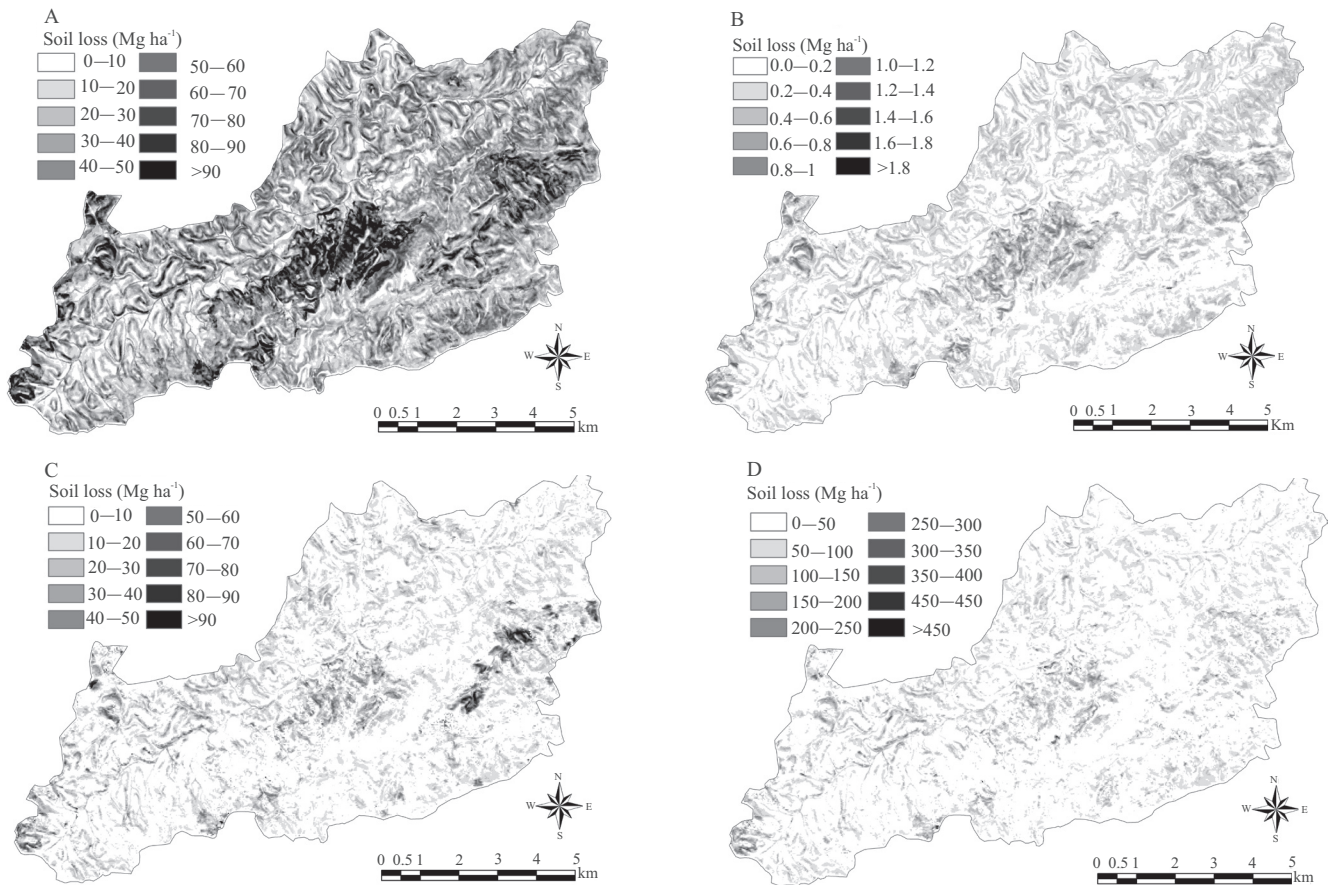 A
Soil loss (Mg ha-1)
0—10
50—60
10—20
60—70
20—30
70—80
30—40
80—90
40—50
>90
N
W
E
S
0 0.5 1 2 3 4 5
km
B
Soil loss (Mg ha-1)
0.0—0.2
1.0—1.2
0.2—0.4
1.2—1.4
0.4—0.6
1.4—1.6
0.6—0.8
1.6—1.8
0.8—1
>1.8
N
W
E
S
0 0.5 1 2 3 4 5
Km
C
Soil loss (Mg ha-1)
0—10
50—60
10—20
60—70
20—30
70—80
30—40
80—90
40—50
>90
N
W
E
S
0 0.5 1 2 3 4 5
km
D
Soil loss (Mg ha-1)
0—50
250—300
50—100
300—350
100—150
350—400
150—200
450—450
200—250
>450
N
W
E
S
0 0.5 1 2 3 4 5
km